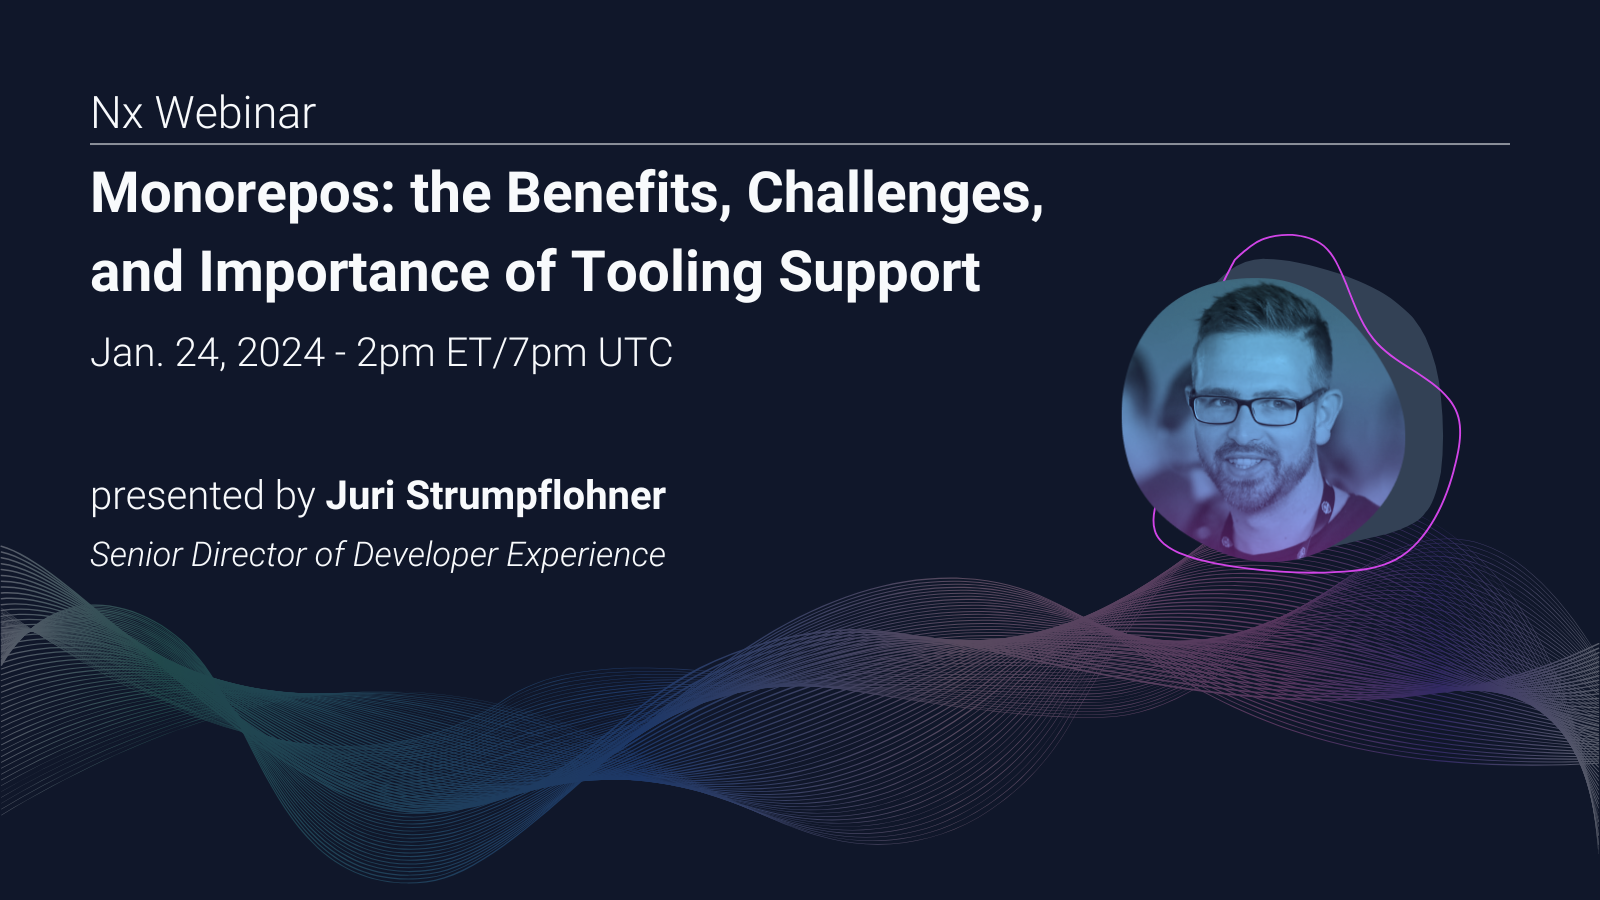 Nx Webinar
Monorepos: the Benefits, Challenges,
and Importance of Tooling Support
Jan. 24, 2024 - 2pm ET/7pm UTC
presented by Juri Strumpflohner
Senior Director of Developer Experience